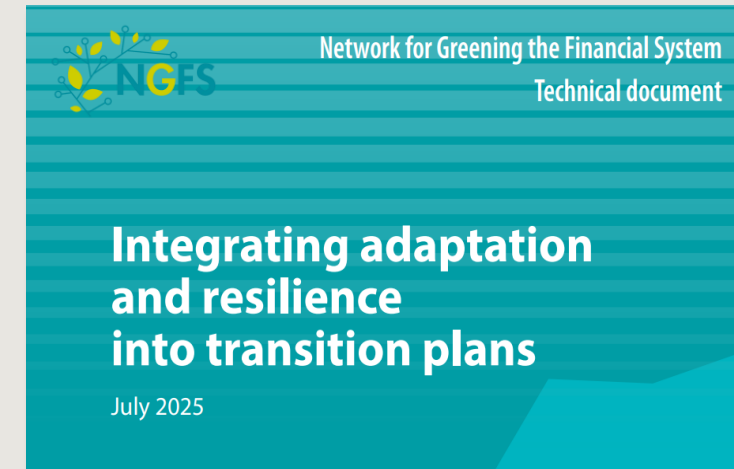 NGFS
Network for Greening the Financial System
Technical document
Integrating adaptation
and resilience
into transition plans
July 2025